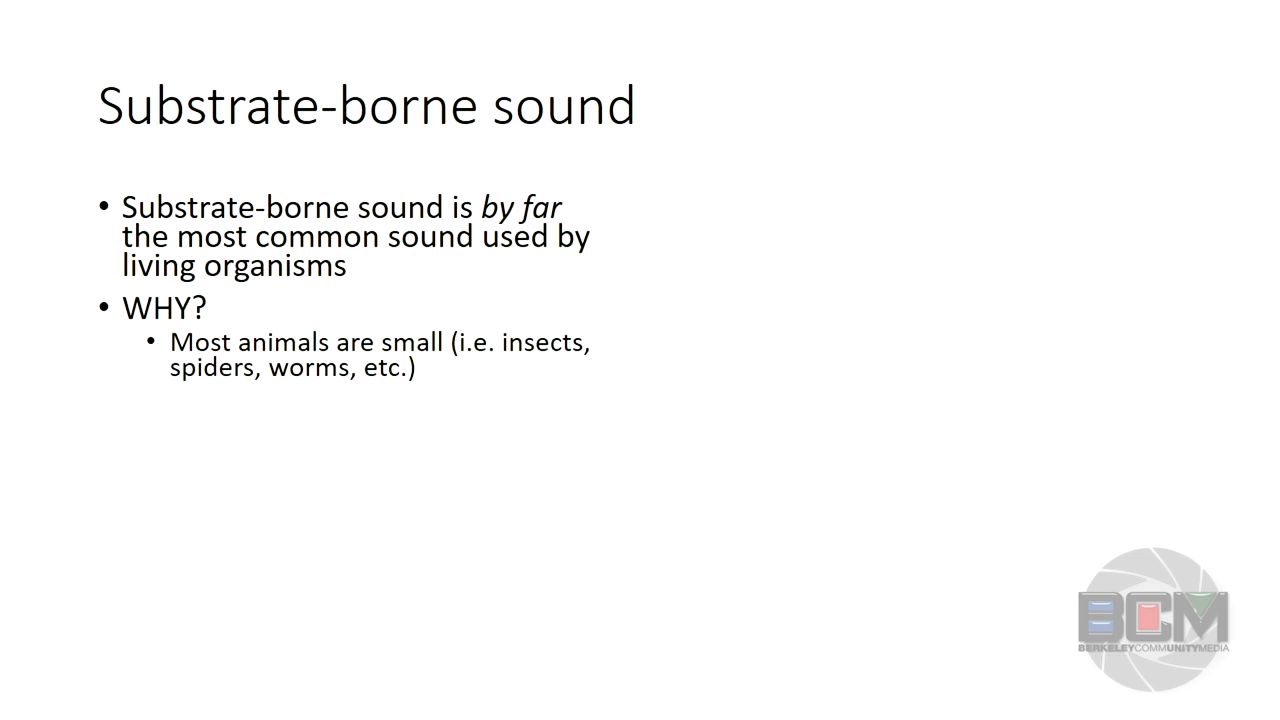 Substrate-borne sound
• Substrate-borne sound is by far
the most common sound used by
living organisms
• WHY?
• Most animals are small (i.e. insects,
spiders, worms, etc.)
BCM
BERKELEYCOMMUNITYMEDIA